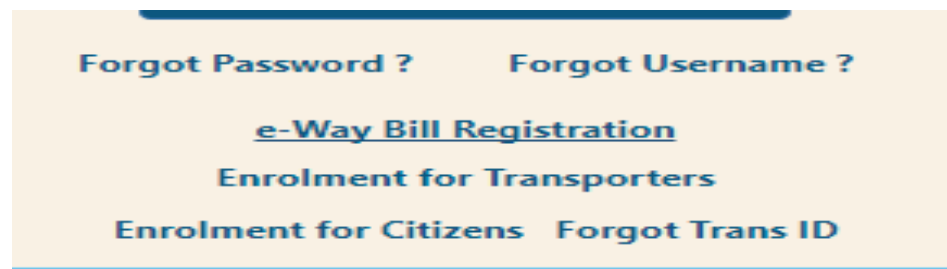 Forgot Password ? Forgot Username ?
e-Way Bill Registration
Enrolment for Transporters
Enrolment for Citizens Forgot Trans ID